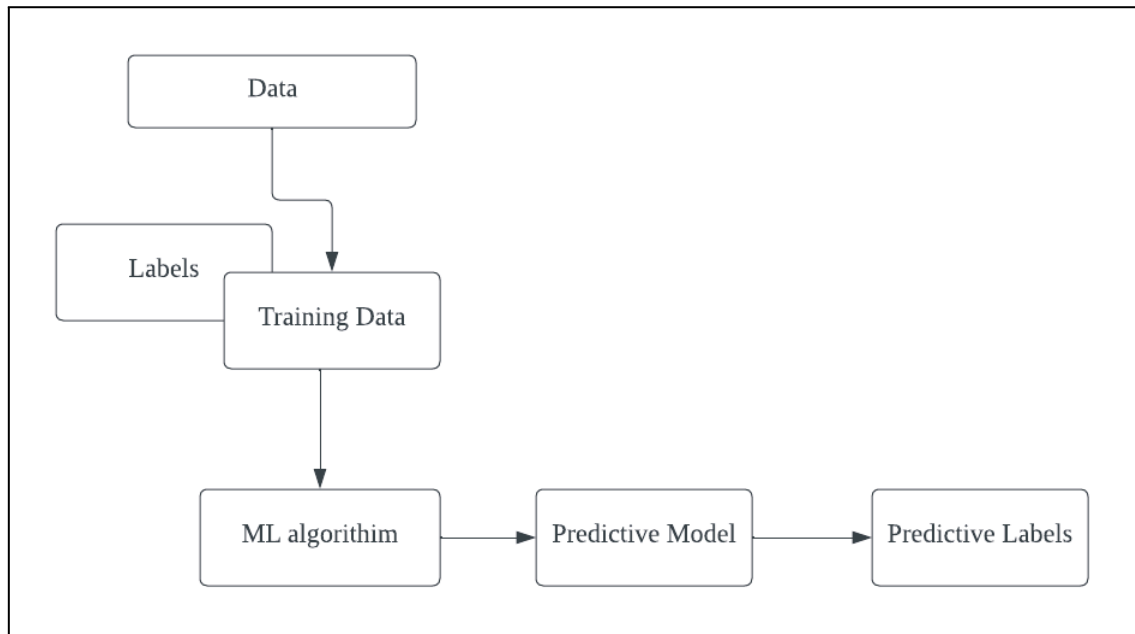 Data
Labels
Training Data
ML algorithim
Predictive Model
Predictive Labels